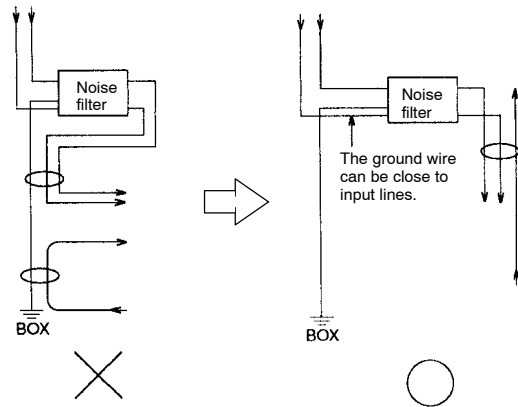 Noise
filter
BOX
Noise
filter
The ground wire
can be close to
input lines.
BOX